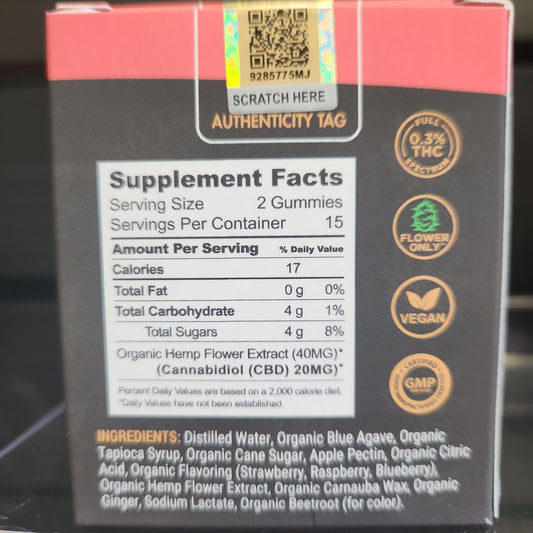 9285775MJ
SCRATCH HERE
AUTHENTICITY TAG
FULL
0.3%
THC
SPECTRUM
Supplement Facts
Serving Size 2 Gummies
Servings Per Container 15
Amount Per Serving % Daily Value
Calories 17
Total Fat 0 g 0%
Total Carbohydrate 4 g 1%
Total Sugars 4 g 8%
Organic Hemp Flower Extract (40MG)*
(Cannabidiol (CBD) 20MG)*
Percent Daily Values are based on a 2,000 calorie diet.
*Daily Values have not been established.
FLOWER
ONLY
VEGAN
CERTIFIED
GMP
INGREDIENTS: Distilled Water, Organic Blue Agave, Organic
Tapioca Syrup, Organic Cane Sugar, Apple Pectin, Organic Citric
Acid, Organic Flavoring (Strawberry, Raspberry, Blueberry),
Organic Hemp Flower Extract, Organic Carnauba Wax, Organic
Ginger, Sodium Lactate, Organic Beetroot (for color).